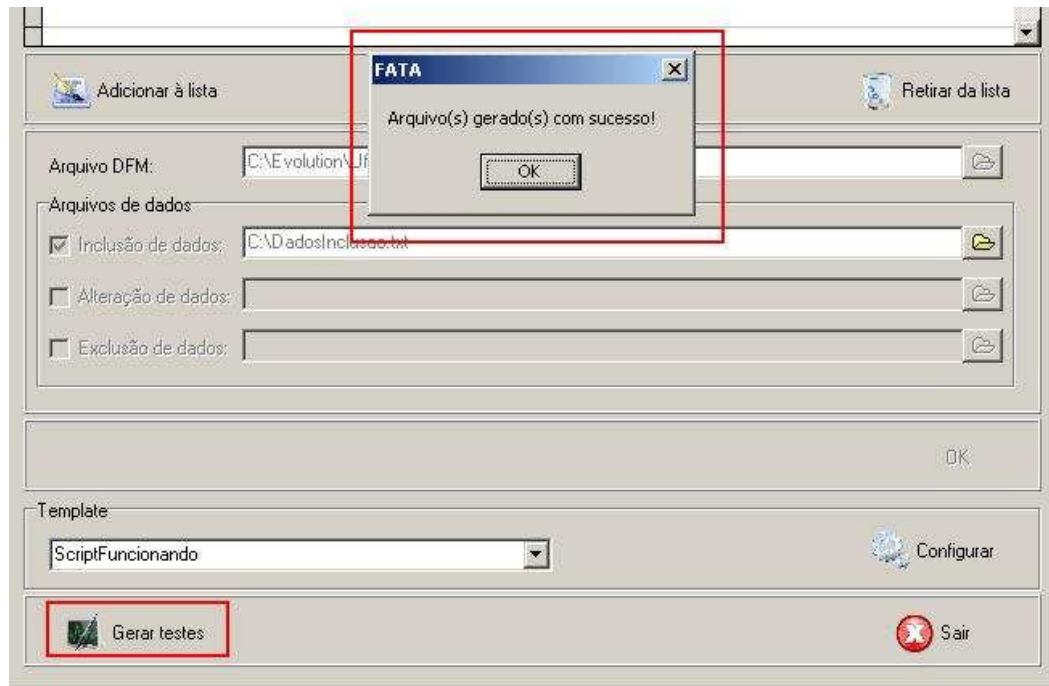 FATA
Arquivo(s) gerado(s) com sucesso!
OK
Adicionar à lista
Retirar da lista
Arquivo DFM:
C:\Evolution\
Arquivos de dados
Inclusão de dados:
C:\DadosInclusao.txt
Alteração de dados:
Exclusão de dados:
OK
Template
ScriptFuncionando
Configurar
Gerar testes
Sair